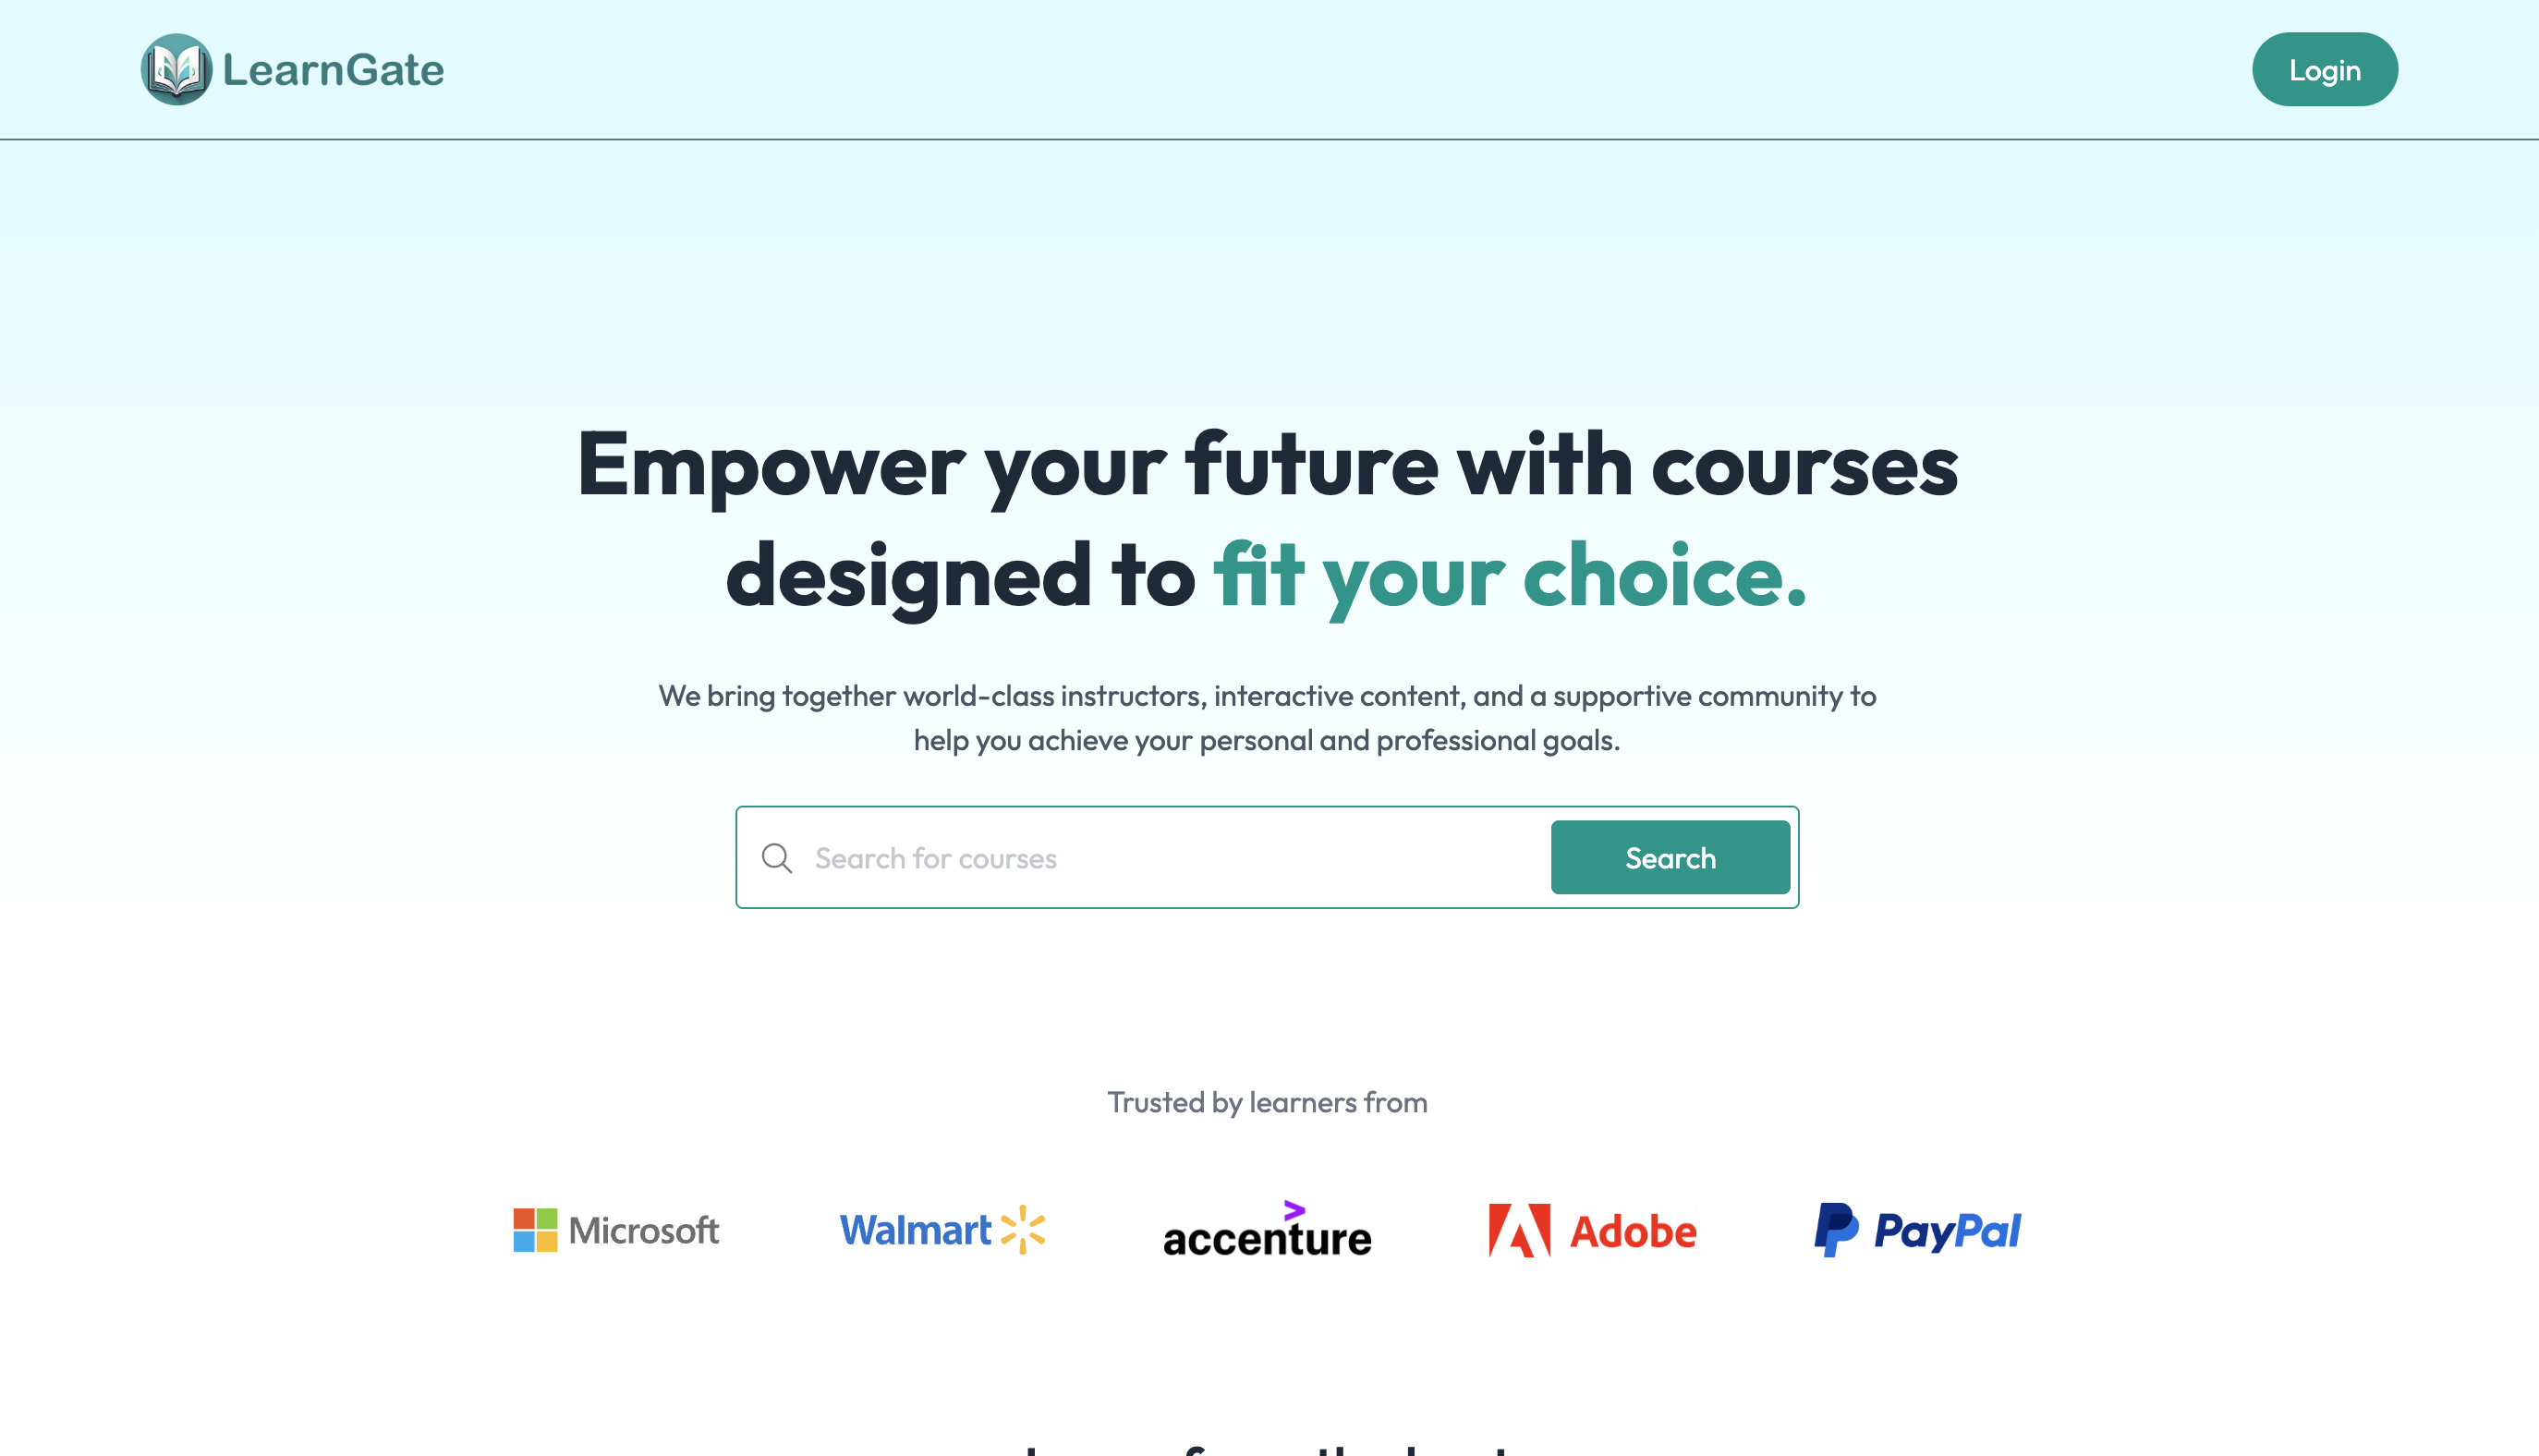 LearnGate
Login
Empower your future with courses
designed to fit your choice.
We bring together world-class instructors, interactive content, and a supportive community to
help you achieve your personal and professional goals.
Search for courses
Search
Trusted by learners from
Microsoft
Walmart
accenture
Adobe
PayPal